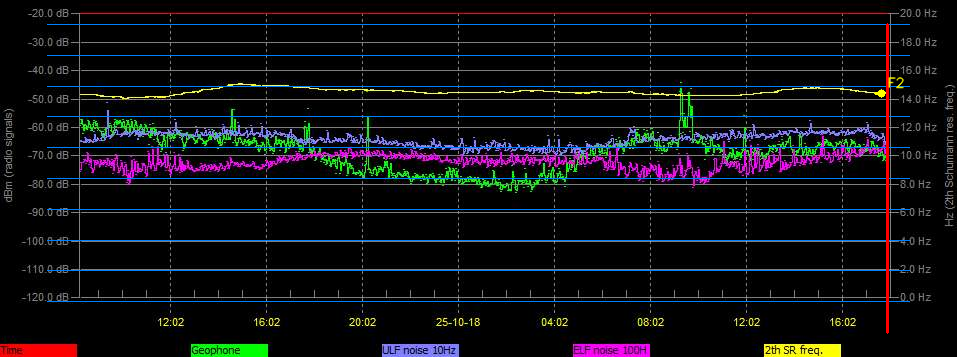 -20.0 dB 20.0 Hz
-30.0 dB 18.0 Hz
-40.0 dB 16.0 Hz
F2
-50.0 dB 14.0 Hz
-60.0 dB 12.0 Hz
-70.0 dB 10.0 Hz
-80.0 dB 8.0 Hz
-90.0 dB 6.0 Hz
-100.0 dB 4.0 Hz
-110.0 dB 2.0 Hz
-120.0 dB 0.0 Hz
dBm (radio signals)
Hz (2th Schumann res. freq.)
12:02 16:02 20:02 25-10-18 04:02 08:02 12:02 16:02
Time Geophone ULF noise 10Hz ELF noise 100H 2th SR freq.